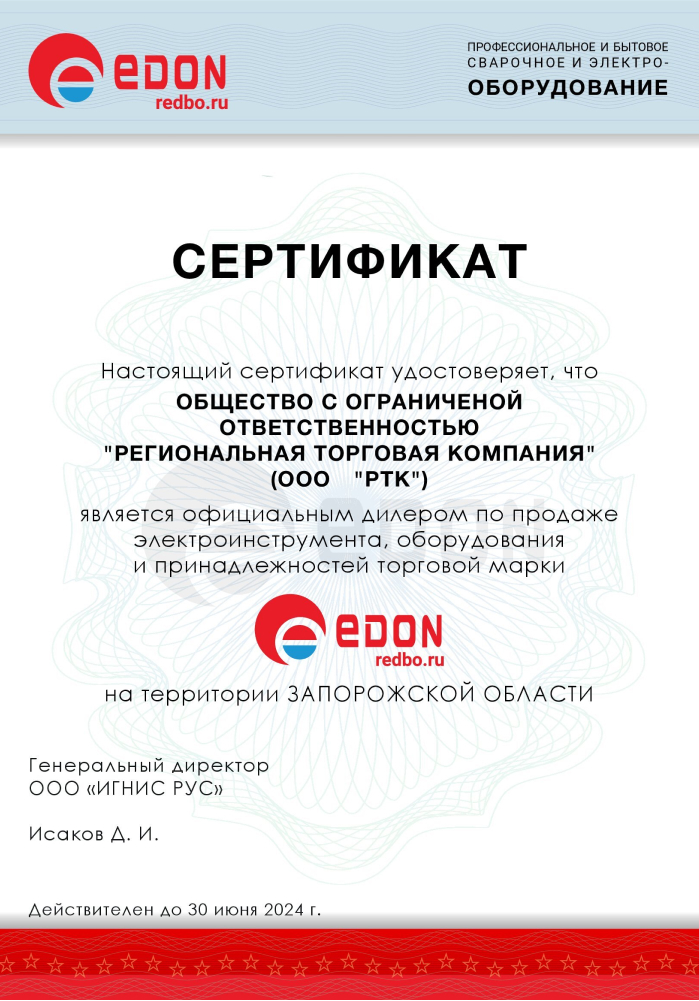 EDON
redbo.ru
ПРОФЕССИОНАЛЬНОЕ И БЫТОВОЕ
СВАРОЧНОЕ И ЭЛЕКТРО-
ОБОРУДОВАНИЕ
СЕРТИФИКАТ
Настоящий сертификат удостоверяет, что
ОБЩЕСТВО С ОГРАНИЧЕНОЙ
ОТВЕТСТВЕННОСТЬЮ
"РЕГИОНАЛЬНАЯ ТОРГОВАЯ КОМПАНИЯ"
(ООО "РТК")
является официальным дилером по продаже
электроинструмента, оборудования
и принадлежностей торговой марки
EDON
EDON
redbo.ru
на территории ЗАПОРОЖСКОЙ ОБЛАСТИ
Генеральный директор
ООО «ИГНИС РУС»
Исаков Д. И.
Действителен до 30 июня 2024 г.